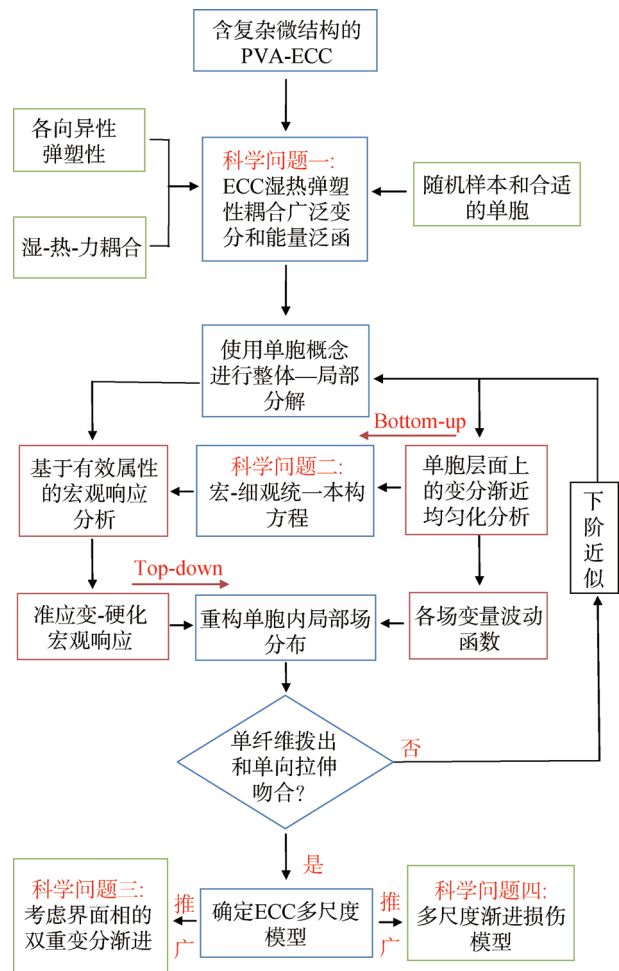 含复杂微结构的
PVA-ECC
各向异性
弹塑性
湿-热-力耦合
科学问题一:
ECC湿热弹塑
性耦合广泛变
分和能量泛函
随机样本和合适
的单胞
使用单胞概念
进行整体—局部
分解
Bottom-up
基于有效属性
的宏观响应
分析
科学问题二:
宏-细观统一本构
方程
单胞层面上
的变分渐近
均匀化分析
下
阶
近
似
Top-down
准应变-硬化
宏观响应
重构单胞内局部场
分布
各场变量波动
函数
单纤维拨出
和单向拉伸
吻合?
否
是
科学问题三:
考虑界面相的
双重变分渐进
推
广
确定ECC多尺度
模型
推
广
科学问题四:
多尺度渐进损伤
模型